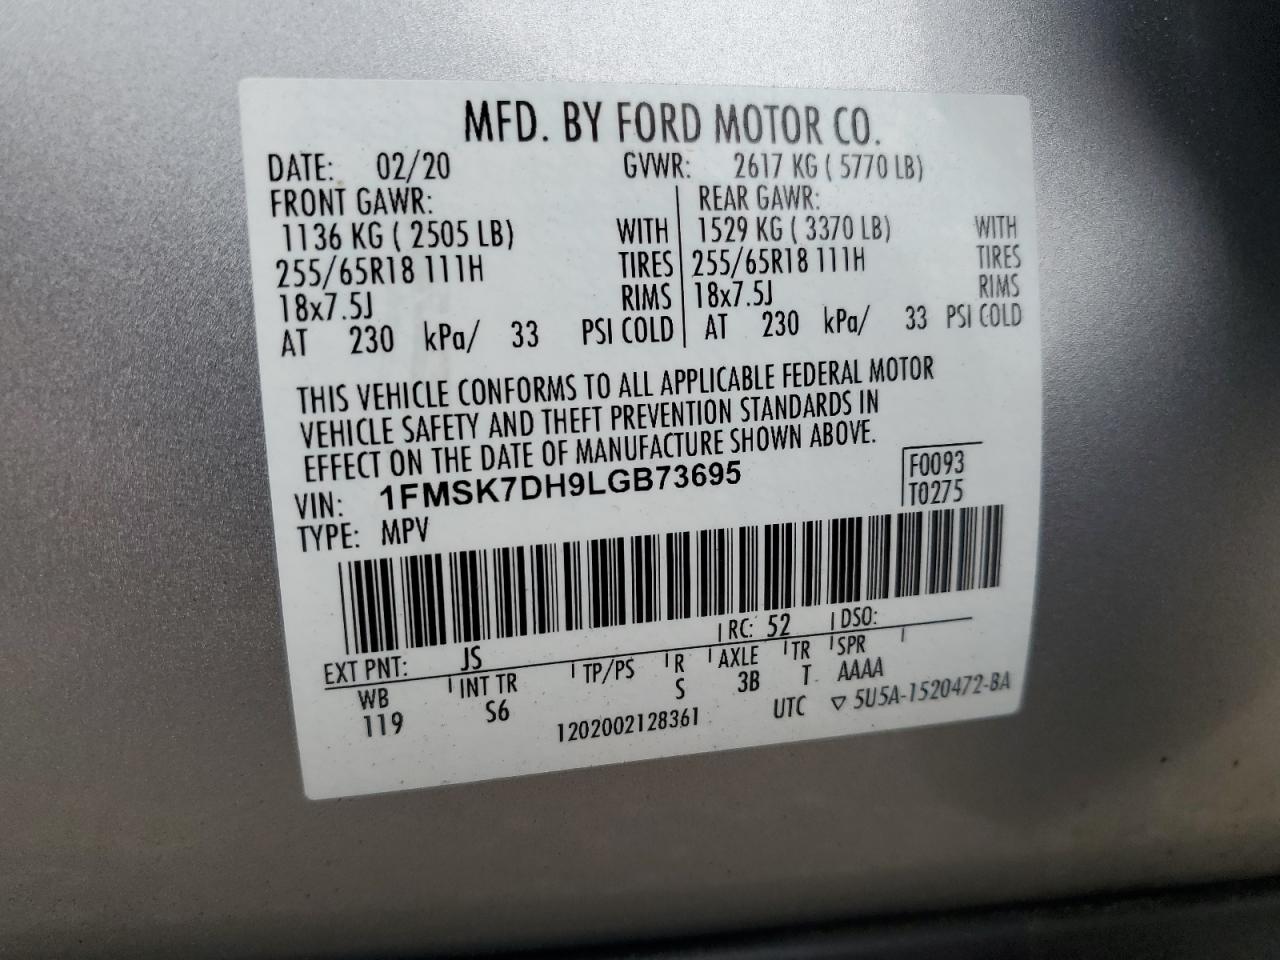 MFD. BY FORD MOTOR CO.
DATE: 02/20 GVWR: 2617 KG ( 5770 LB)
FRONT GAWR: REAR GAWR:
1136 KG ( 2505 LB) WITH 1529 KG ( 3370 LB) WITH
255/65R18 111H TIRES 255/65R18 111H TIRES
18x7.5J RIMS 18x7.5J RIMS
AT 230 kPa/ 33 PSI COLD AT 230 kPa/ 33 PSI COLD
THIS VEHICLE CONFORMS TO ALL APPLICABLE FEDERAL MOTOR
VEHICLE SAFETY AND THEFT PREVENTION STANDARDS IN
EFFECT ON THE DATE OF MANUFACTURE SHOWN ABOVE.
VIN: 1FMSK7DH9LGB73695 F0093
TYPE: MPV T0275
EXT PNT: JS RC: 52 DSO:
WB INT TR TP/PS R AXLE TR SPR
119 S6 S 3B T AAAA
1202002128361 UTC ▽ 5U5A-1520472-BA